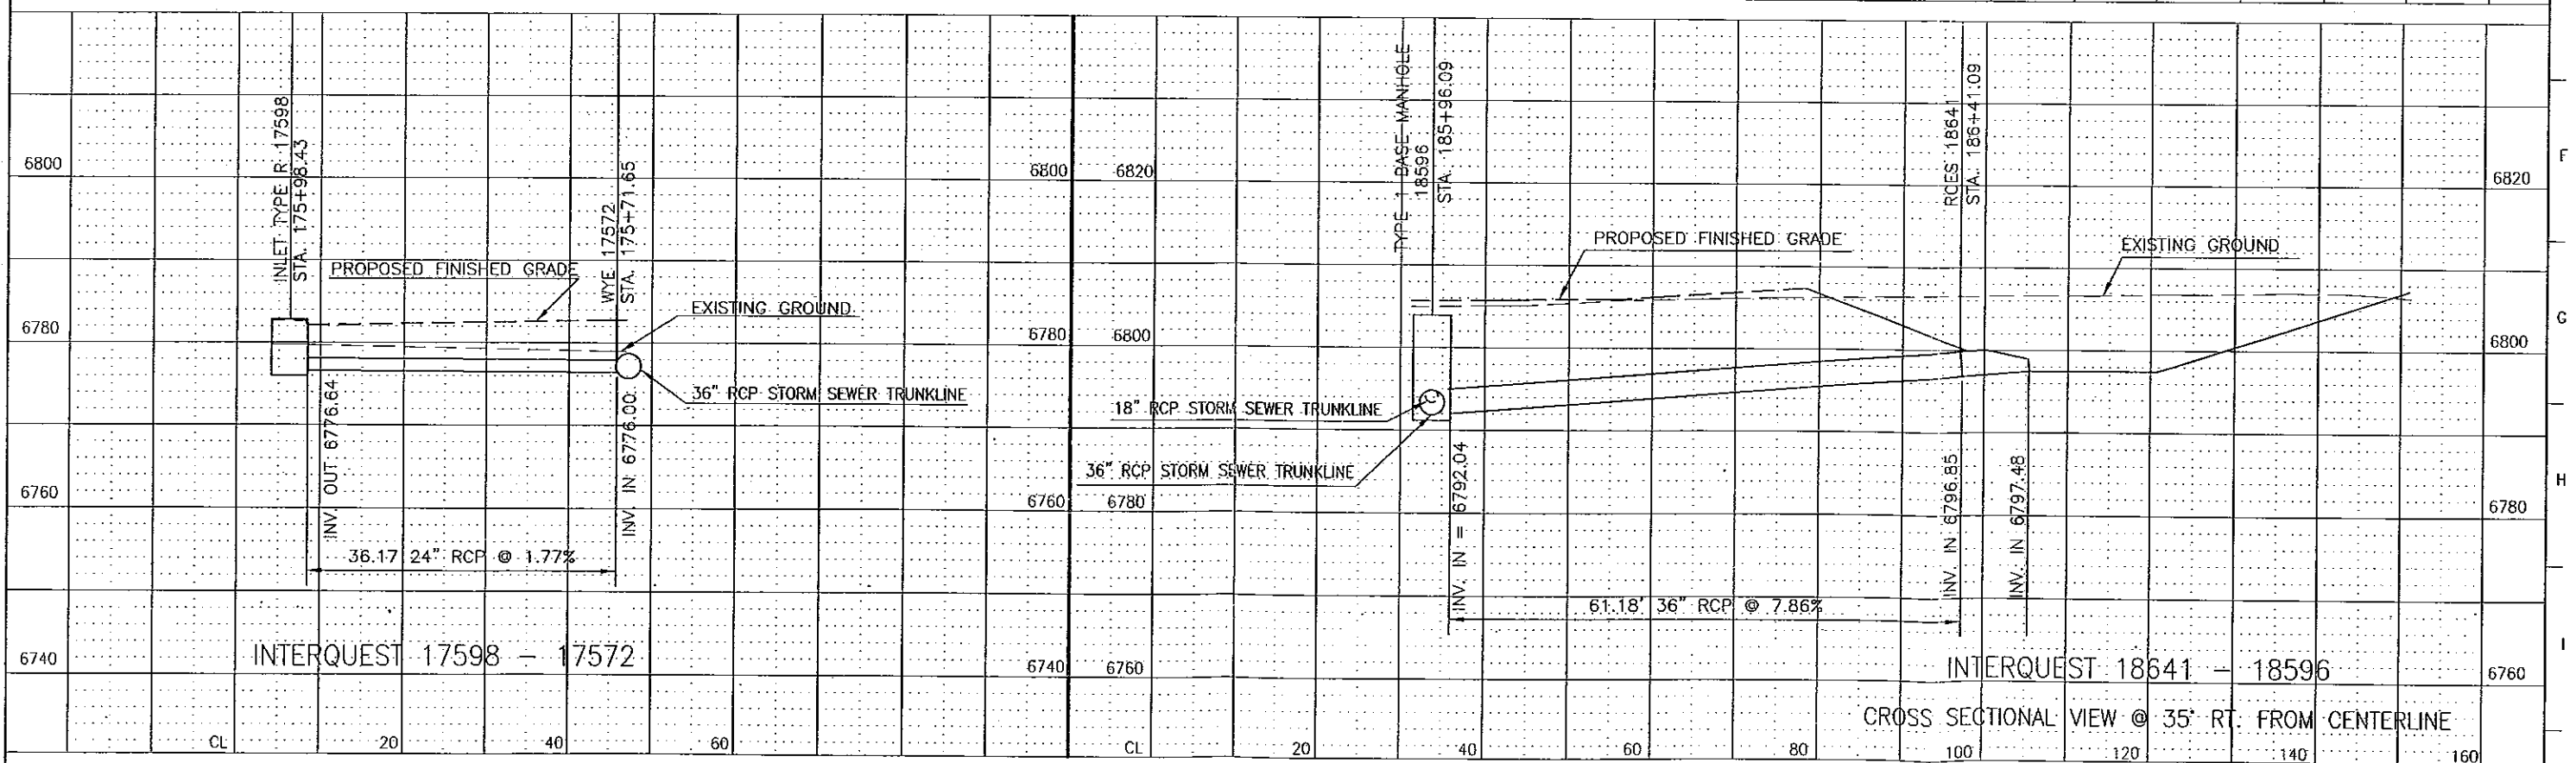 INLET TYPE R 17598
STA. 175+98.43
WYE 17572
STA. 175+71.65
PROPOSED FINISHED GRADE
EXISTING GROUND
36" RCP STORM SEWER TRUNKLINE
INV. OUT 6776.64
INV. IN 6776.00
36.17 24" RCP @ 1.77%
INTERQUEST 17598 - 17572
6800
6780
6760
6740
6800
6780
6760
6740
CL
20
40
60
TYPE 1 BASE MANHOLE
18596
STA. 185+96.09
RCES 18641
STA. 186+41.09
PROPOSED FINISHED GRADE
EXISTING GROUND
18" RCP STORM SEWER TRUNKLINE
36" RCP STORM SEWER TRUNKLINE
INV. IN = 6792.04
INV. IN 6796.85
INV. IN 6797.48
61.18' 36" RCP @ 7.86%
INTERQUEST 18641 - 18596
CROSS SECTIONAL VIEW @ 35' RT. FROM CENTERLINE
6820
6800
6780
6760
6820
6800
6780
6760
CL
20
40
60
80
100
120
140
160
F
G
H
I